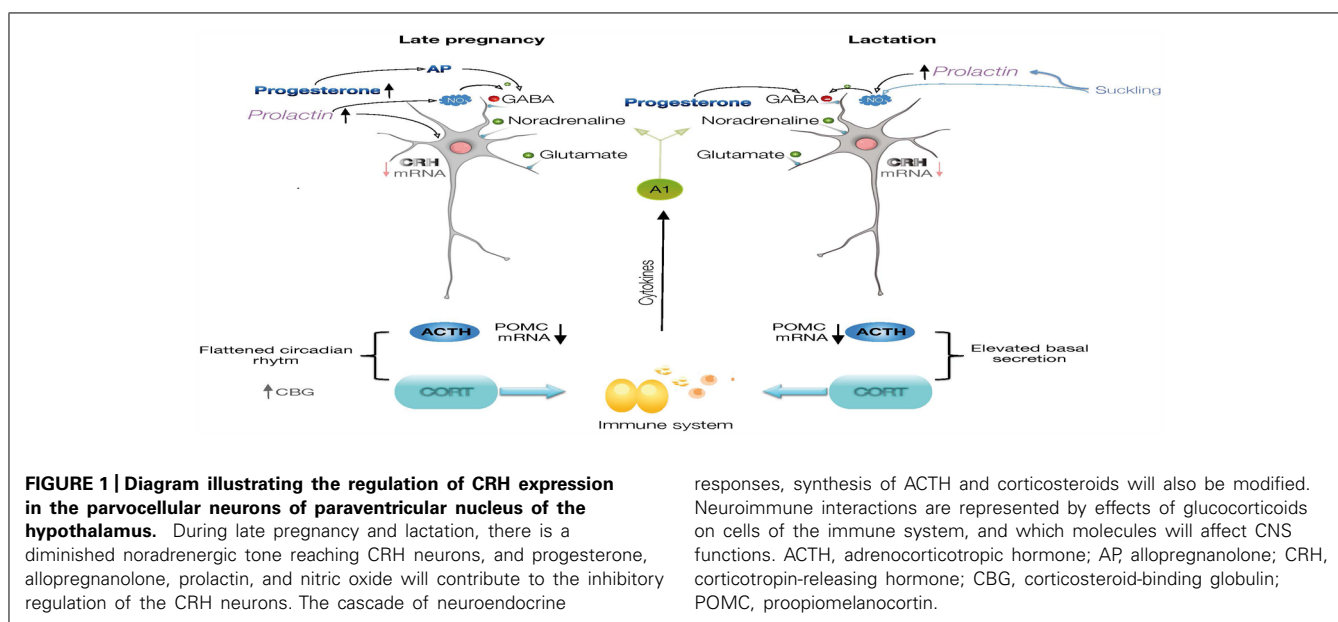 Late pregnancy
Lactation
AP
Progesterone
Prolactin
NO
GABA
Noradrenaline
Glutamate
CRH
mRNA
Progesterone
GABA
NO
Prolactin
Suckling
Noradrenaline
Glutamate
CRH
mRNA
A1
Cytokines
ACTH
POMC
mRNA
Flattened circadian
rhytm
CBG
CORT
Immune system
POMC
mRNA
ACTH
Elevated basal
secretion
CORT
FIGURE 1 | Diagram illustrating the regulation of CRH expression
in the parvocellular neurons of paraventricular nucleus of the
hypothalamus. During late pregnancy and lactation, there is a
diminished noradrenergic tone reaching CRH neurons, and progesterone,
allopregnanolone, prolactin, and nitric oxide will contribute to the inhibitory
regulation of the CRH neurons. The cascade of neuroendocrine
responses, synthesis of ACTH and corticosteroids will also be modified.
Neuroimmune interactions are represented by effects of glucocorticoids
on cells of the immune system, and which molecules will affect CNS
functions. ACTH, adrenocorticotropic hormone; AP, allopregnanolone; CRH,
corticotropin-releasing hormone; CBG, corticosteroid-binding globulin;
POMC, proopiomelanocortin.